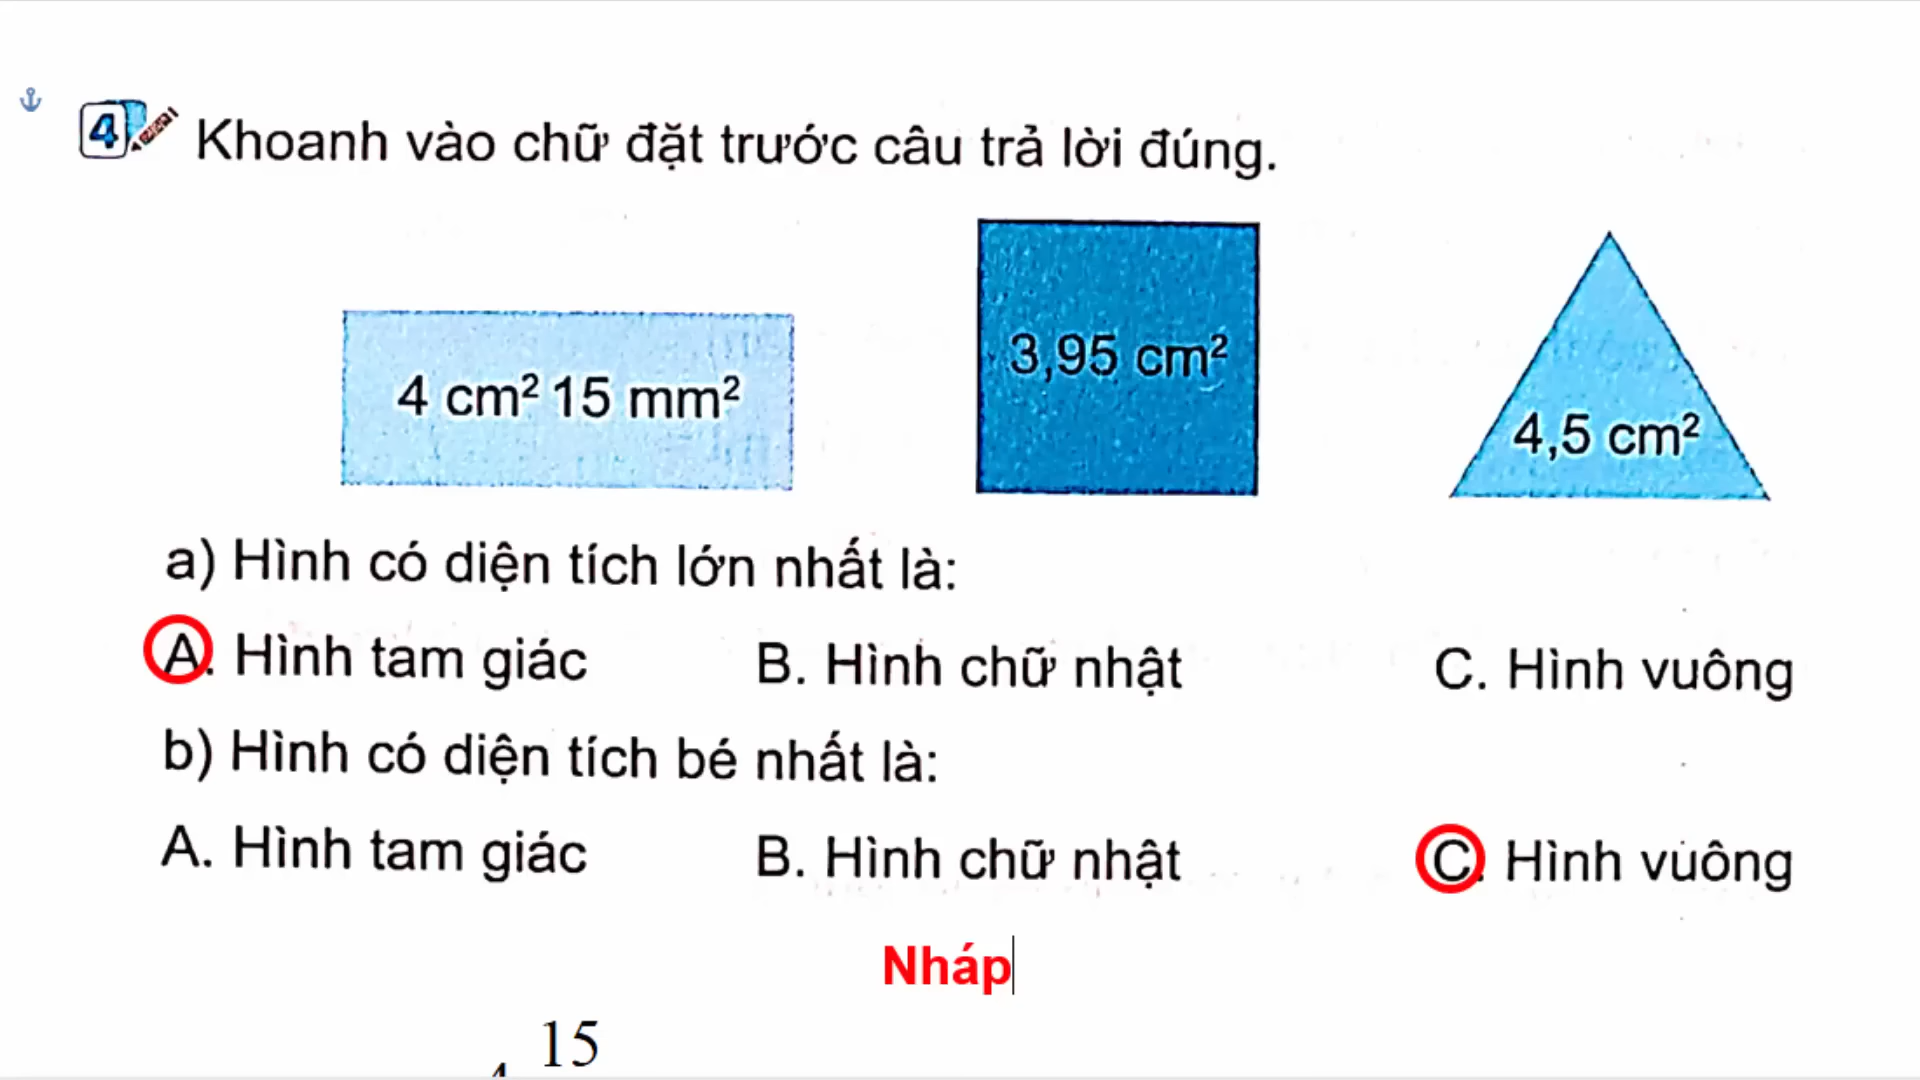 4 Khoanh vào chữ đặt trước câu trả lời đúng.
4 cm² 15 mm²
3,95 cm²
4,5 cm²
a) Hình có diện tích lớn nhất là:
A. Hình tam giác B. Hình chữ nhật C. Hình vuông
b) Hình có diện tích bé nhất là:
A. Hình tam giác B. Hình chữ nhật C. Hình vuông
Nháp
15